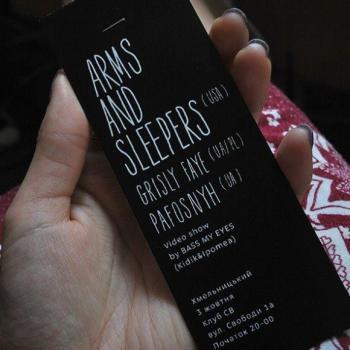 ARMS
AND
SLEEPERS (USA)
GRISLY FAYE (UA/PL)
PAFOSNYH (UA)
Video show
by BASS MY EYES
(Kidik&Ipomea)
Хмельницький
3 жовтня
Клуб СВ
вул. Свободи 1а
Початок 20-00